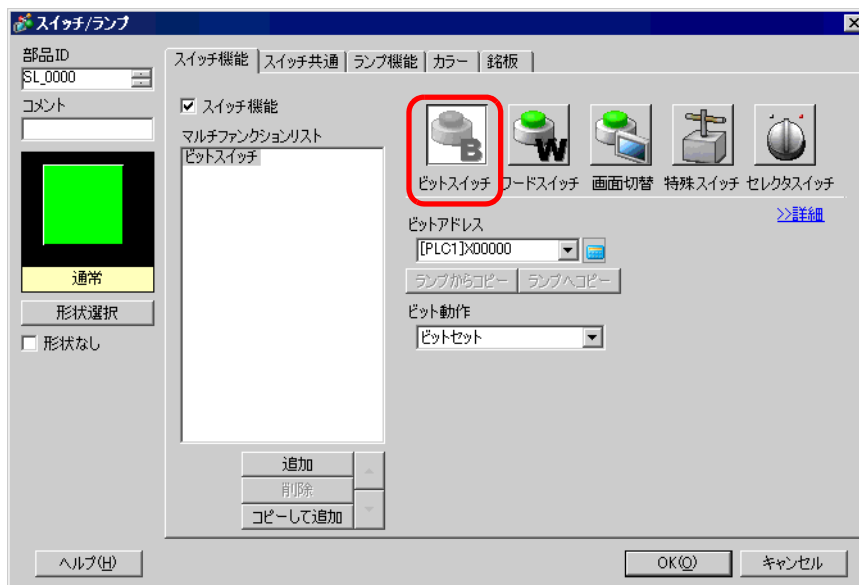 スイッチ/ランプ
部品ID
SL_0000
コメント
通常
形状選択
形状なし
スイッチ機能 スイッチ共通 ランプ機能 カラー 銘板
スイッチ機能
マルチファンクションリスト
ビットスイッチ
追加
削除
コピーして追加
B W
ビットスイッチ ワードスイッチ 画面切替 特殊スイッチ セレクタスイッチ
>>詳細
ビットアドレス
[PLC1]X00000
ランプからコピー ランプへコピー
ビット動作
ビットセット
ヘルプ(H) OK(O) キャンセル